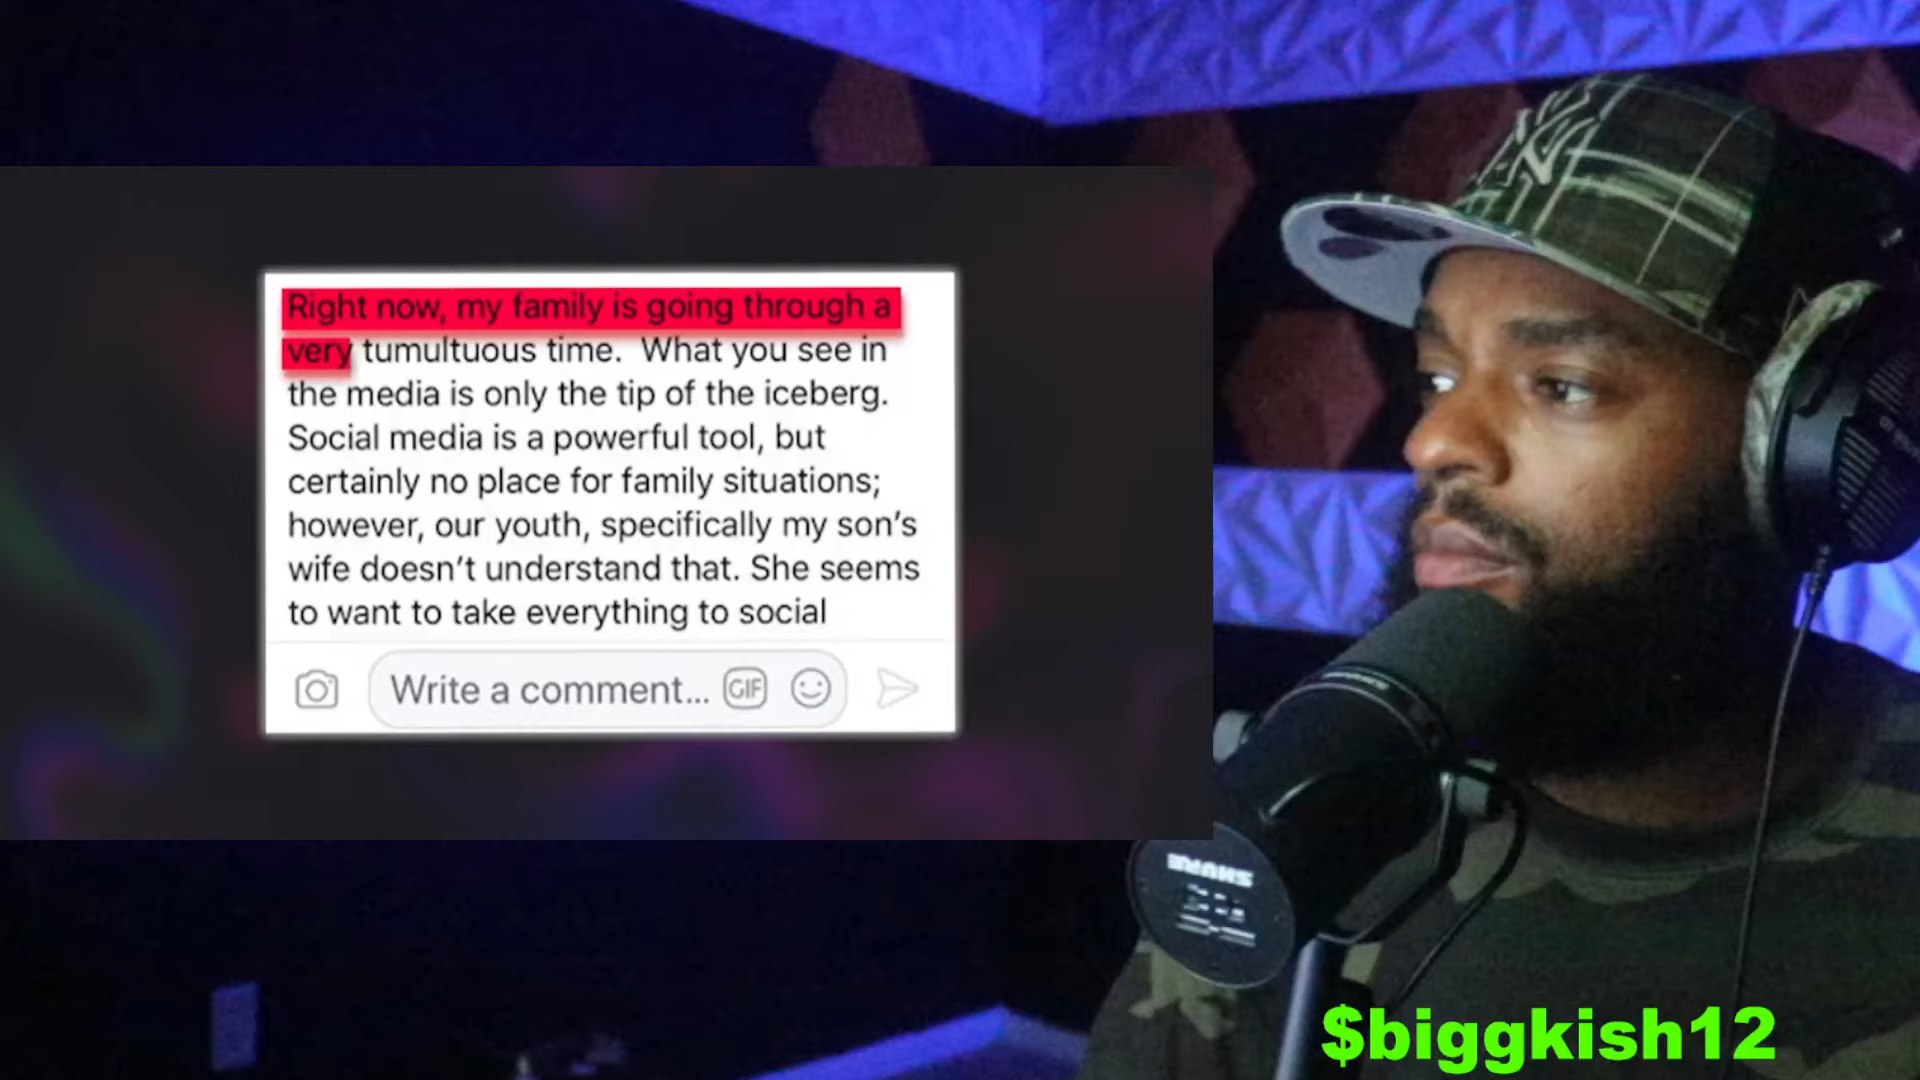 Right now, my family is going through a
very tumultuous time.  What you see in
the media is only the tip of the iceberg.
Social media is a powerful tool, but
certainly no place for family situations;
however, our youth, specifically my son’s
wife doesn’t understand that. She seems
to want to take everything to social
Write a comment...
GIF
NY
SHURE
$biggkish12